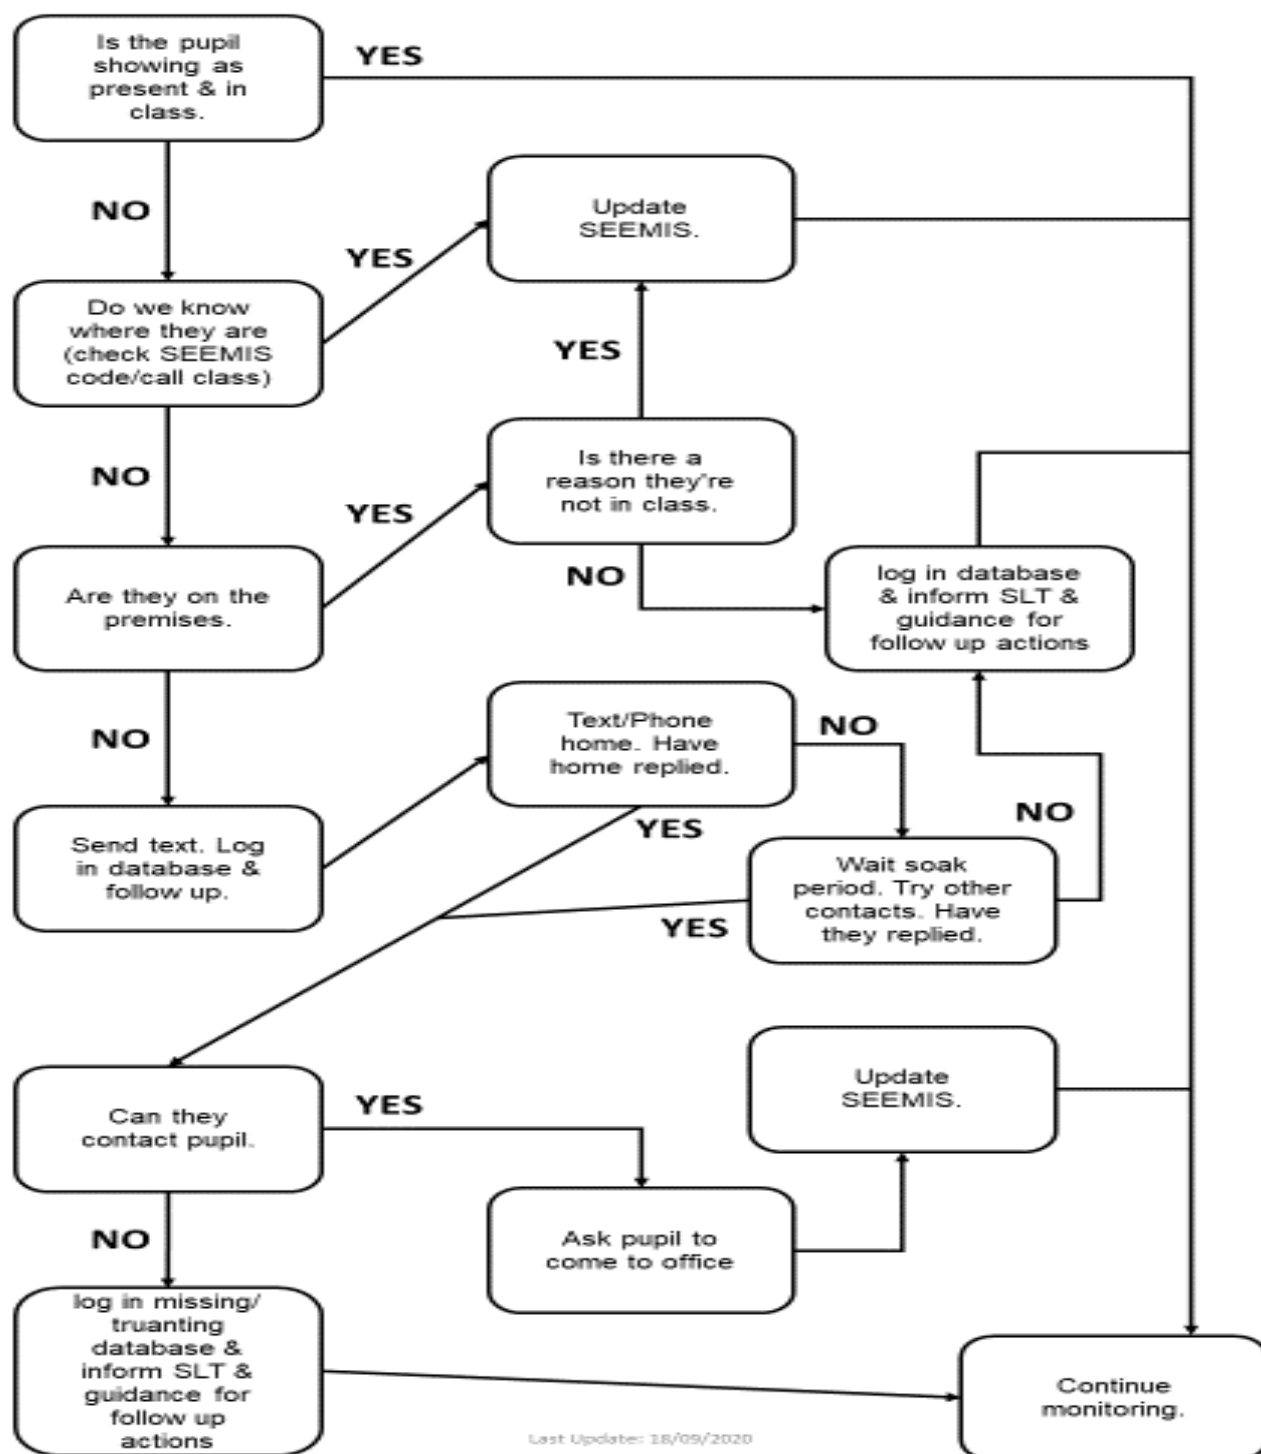 Is the pupil
showing as
present & in
class.
YES
NO
Update
SEEMIS.
YES
Do we know
where they are
(check SEEMIS
code/call class)
YES
Is there a
reason they're
not in class.
NO
YES
NO
Are they on the
premises.
log in database
& inform SLT &
guidance for
follow up actions
NO
Text/Phone
home. Have
home replied.
NO
YES
NO
Send text. Log
in database &
follow up.
Wait soak
period. Try other
contacts. Have
they replied.
YES
Can they
contact pupil.
YES
Update
SEEMIS.
NO
Ask pupil to
come to office
log in missing/
truanting
database &
inform SLT &
guidance for
follow up
actions
Continue
monitoring.
Last Update: 18/09/2020